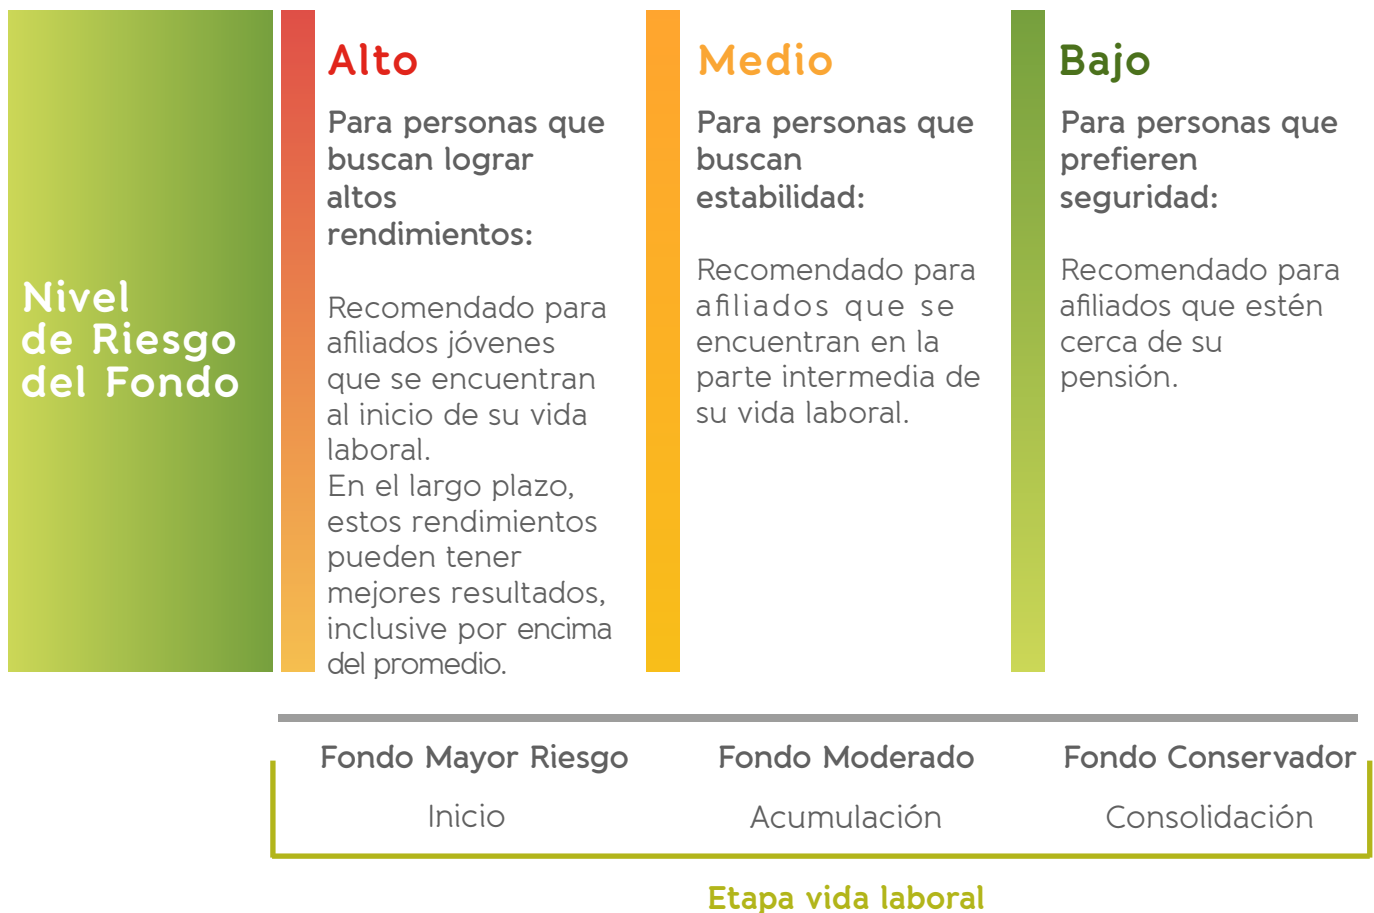 Nivel
de Riesgo
del Fondo
Alto
Para personas que
buscan lograr
altos
rendimientos:
Recomendado para
afiliados jóvenes
que se encuentran
al inicio de su vida
laboral.
En el largo plazo,
estos rendimientos
pueden tener
mejores resultados,
inclusive por encima
del promedio.
Medio
Para personas que
buscan
estabilidad:
Recomendado para
afiliados que se
encuentran en la
parte intermedia de
su vida laboral.
Bajo
Para personas que
prefieren
seguridad:
Recomendado para
afiliados que estén
cerca de su
pensión.
Fondo Mayor Riesgo
Inicio
Fondo Moderado
Acumulación
Fondo Conservador
Consolidación
Etapa vida laboral